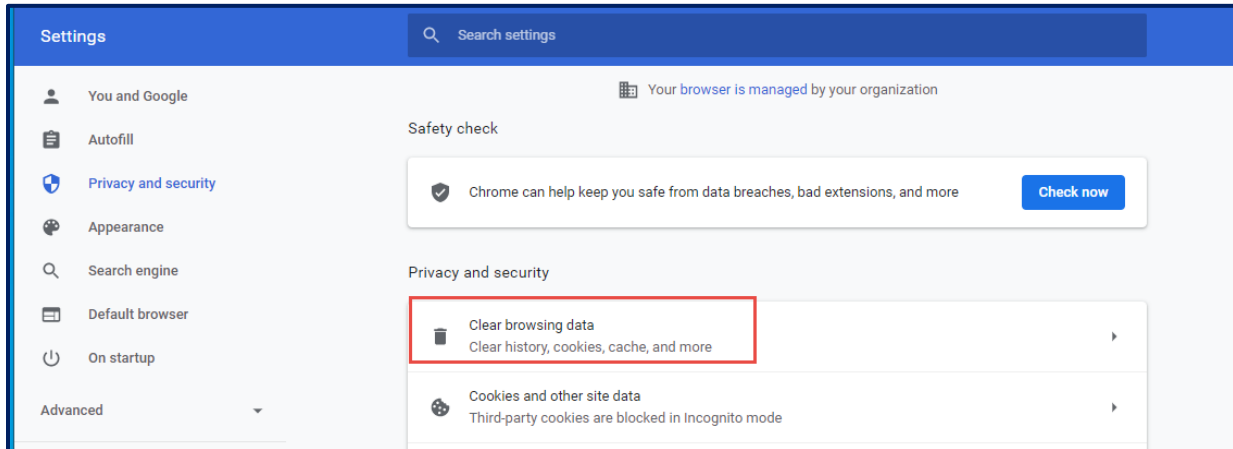 Settings
Search settings
You and Google
Autofill
Privacy and security
Appearance
Search engine
Default browser
On startup
Advanced
Your browser is managed by your organization
Safety check
Chrome can help keep you safe from data breaches, bad extensions, and more
Check now
Privacy and security
Clear browsing data
Clear history, cookies, cache, and more
Cookies and other site data
Third-party cookies are blocked in Incognito mode